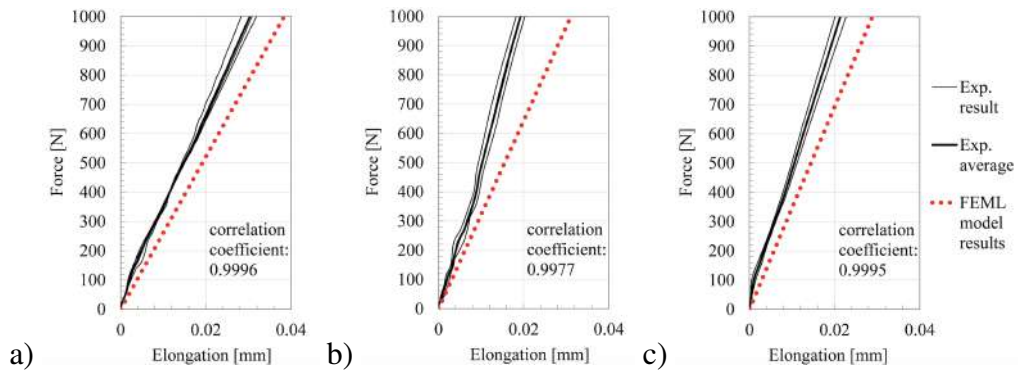 1000
900
800
700
600
500
400
300
200
100
0
Force [N]
correlation
coefficient:
0.9996
0 0.02 0.04
Elongation [mm]
a)
1000
900
800
700
600
500
400
300
200
100
0
Force [N]
correlation
coefficient:
0.9977
0 0.02 0.04
Elongation [mm]
b)
1000
900
800
700
600
500
400
300
200
100
0
Force [N]
correlation
coefficient:
0.9995
0 0.02 0.04
Elongation [mm]
c)
Exp.
result
Exp.
average
FEML
model
results